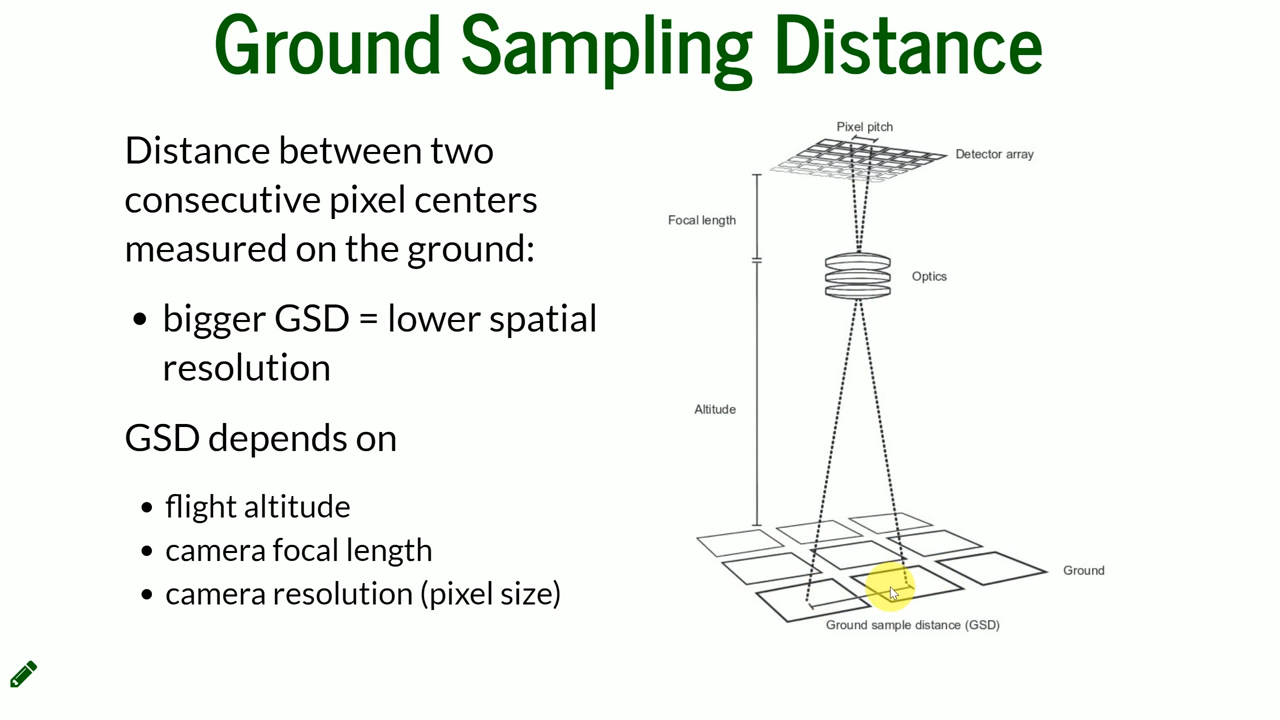 Ground Sampling Distance
Distance between two
consecutive pixel centers
measured on the ground:
• bigger GSD = lower spatial
resolution
GSD depends on
• flight altitude
• camera focal length
• camera resolution (pixel size)
Pixel pitch
Detector array
Focal length
Optics
Altitude
Ground
Ground sample distance (GSD)